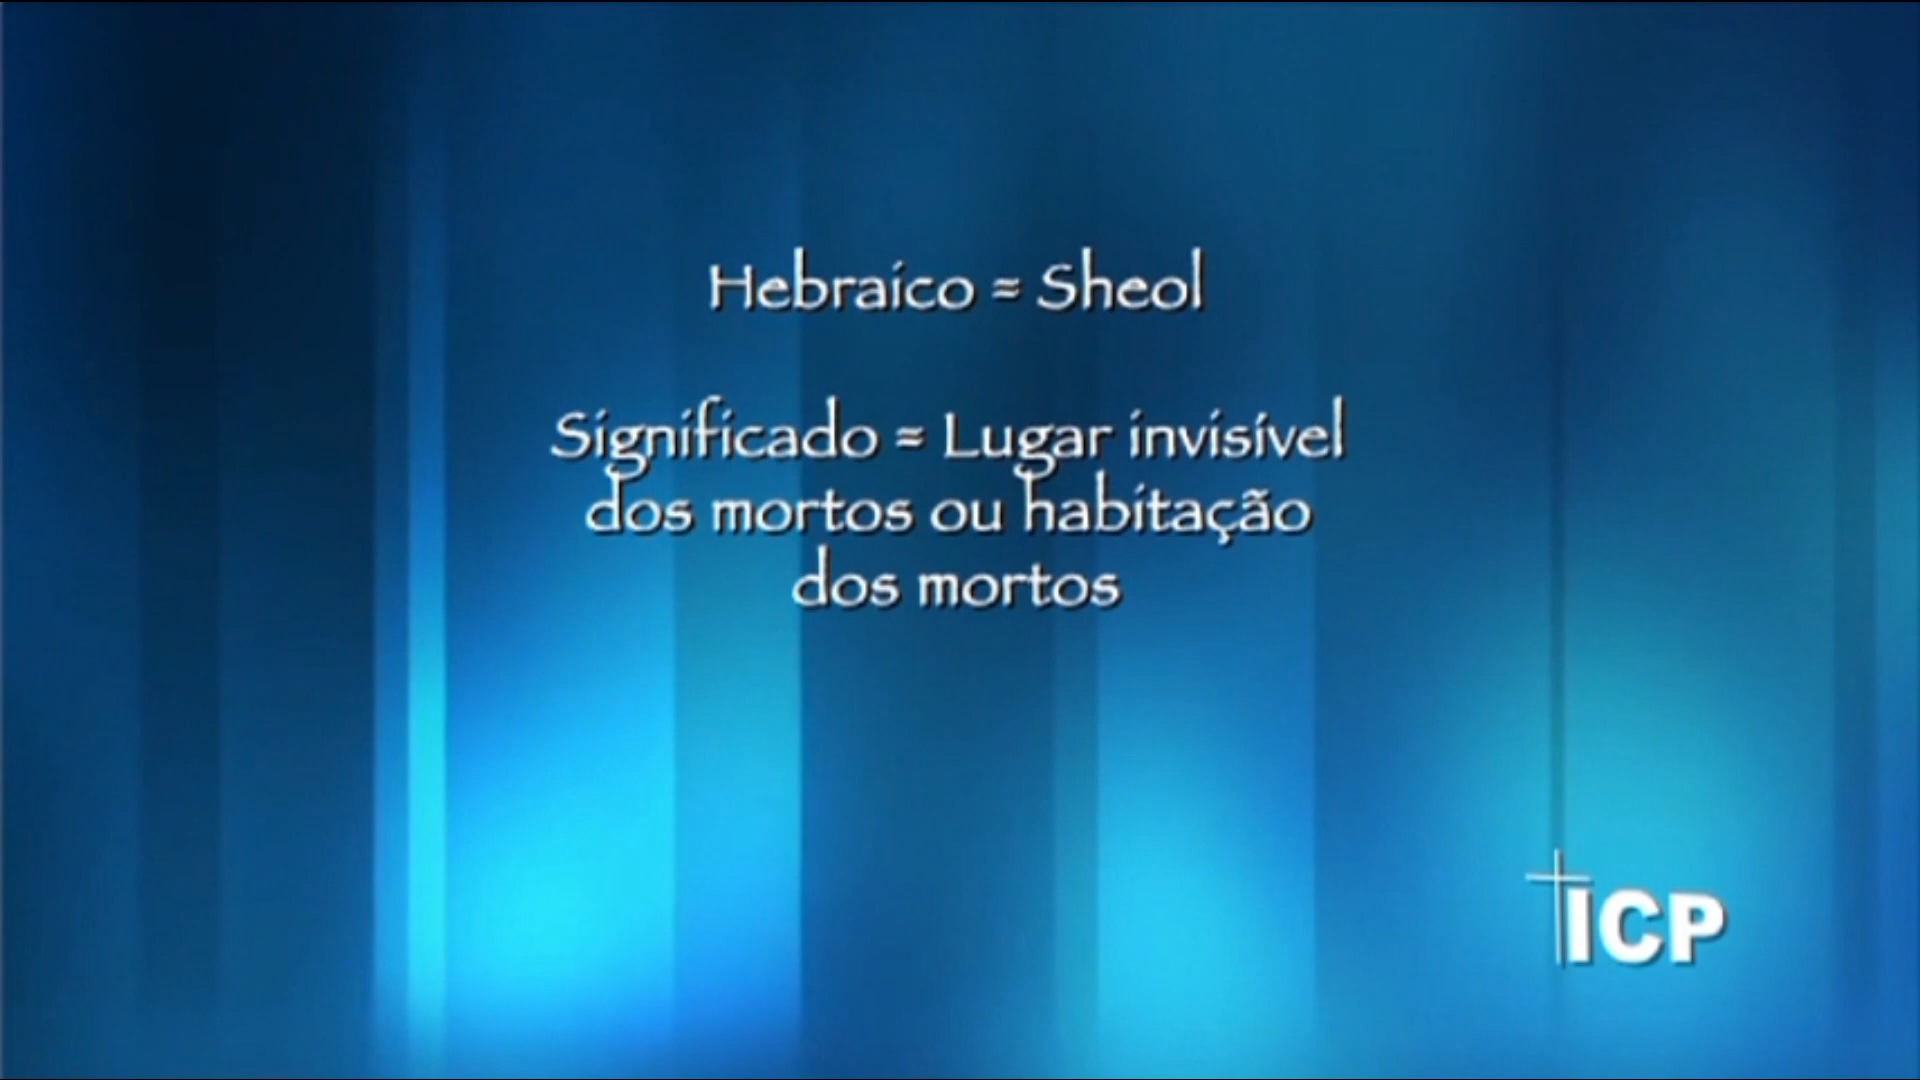 Hebraico = Sheol
Significado = Lugar invisível
dos mortos ou habitação
dos mortos
ICP